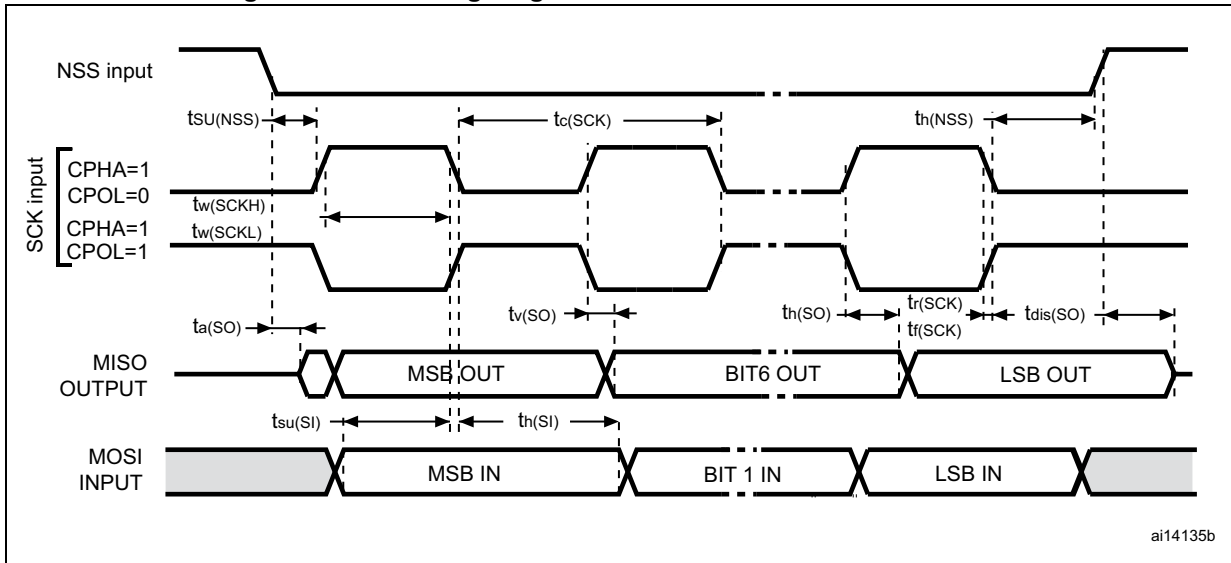 NSS input
tSU(NSS)
tc(SCK)
th(NSS)
SCK input
CPHA=1
CPOL=0
tw(SCKH)
CPHA=1
tw(SCKL)
CPOL=1
ta(SO)
tv(SO)
th(SO)
tr(SCK)
tf(SCK)
tdis(SO)
MISO
OUTPUT
MSB OUT
BIT6 OUT
LSB OUT
tsu(SI)
th(SI)
MOSI
INPUT
MSB IN
BIT 1 IN
LSB IN
ai14135b